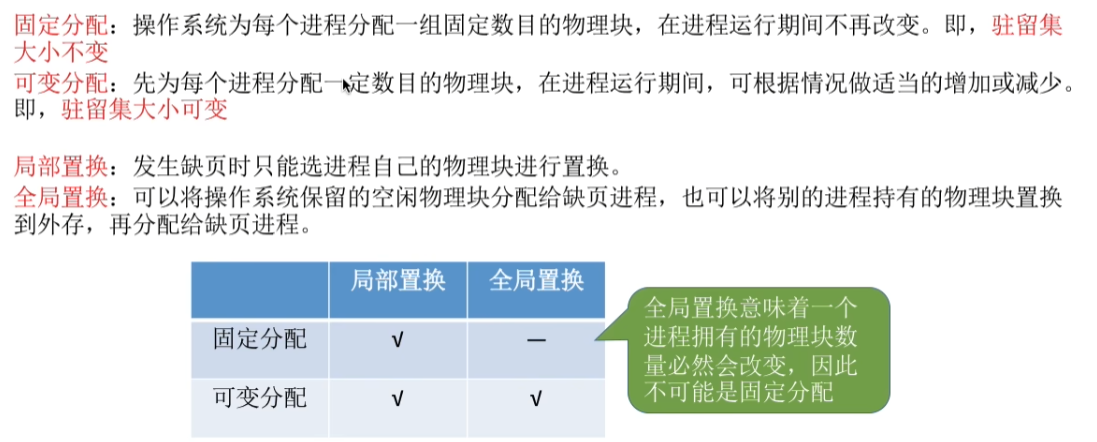 固定分配：操作系统为每个进程分配一组固定数目的物理块，在进程运行期间不再改变。即，驻留集
大小不变
可变分配：先为每个进程分配一定数目的物理块，在进程运行期间，可根据情况做适当的增加或减少。
即，驻留集大小可变
局部置换：发生缺页时只能选进程自己的物理块进行置换。
全局置换：可以将操作系统保留的空闲物理块分配给缺页进程，也可以将别的进程持有的物理块置换
到外存，再分配给缺页进程。
局部置换 全局置换
固定分配 √ —
可变分配 √ √
全局置换意味着一个
进程拥有的物理块数
量必然会改变，因此
不可能是固定分配